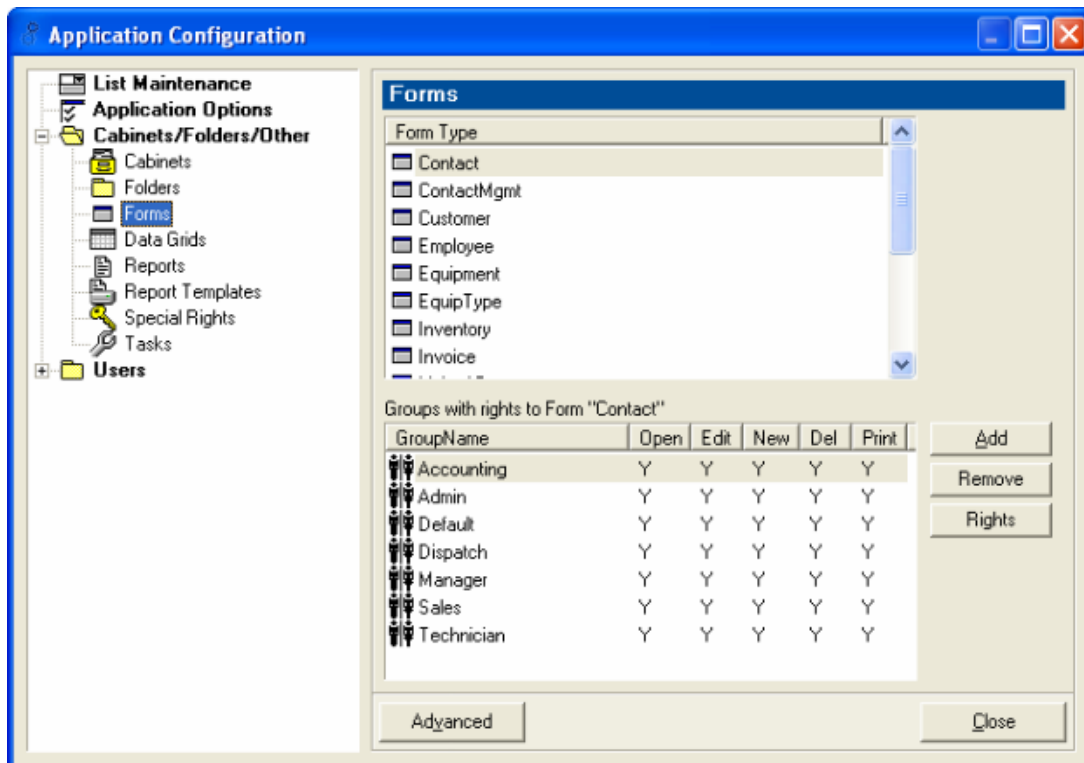 Application Configuration
List Maintenance
Application Options
Cabinets/Folders/Other
Cabinets
Folders
Forms
Data Grids
Reports
Report Templates
Special Rights
Tasks
Users
Forms
Form Type
Contact
ContactMgmt
Customer
Employee
Equipment
EquipType
Inventory
Invoice
Groups with rights to Form "Contact"
GroupName Open Edit New Del Print
Accounting Y Y Y Y Y
Admin Y Y Y Y Y
Default Y Y Y Y Y
Dispatch Y Y Y Y Y
Manager Y Y Y Y Y
Sales Y Y Y Y Y
Technician Y Y Y Y Y
Add
Remove
Rights
Advanced
Close